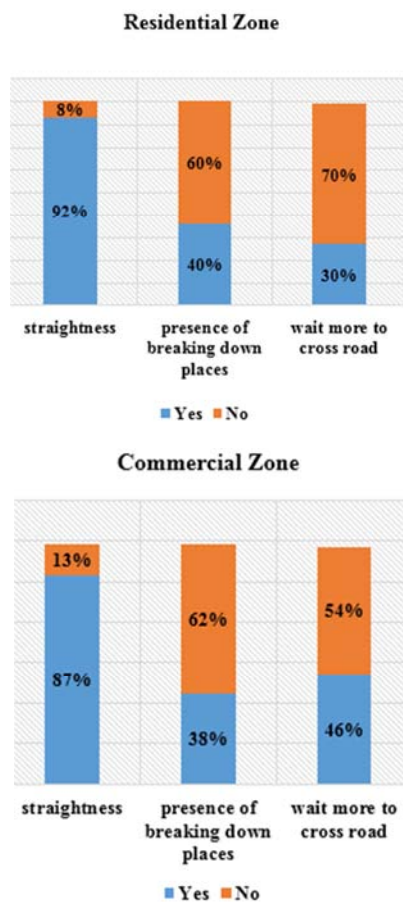 Residential Zone
8%
60%
70%
92%
40%
30%
straightness
presence of
breaking down
places
wait more to
cross road
Yes No
Commercial Zone
13%
62%
54%
87%
38%
46%
straightness
presence of
breaking down
places
wait more to
cross road
Yes No